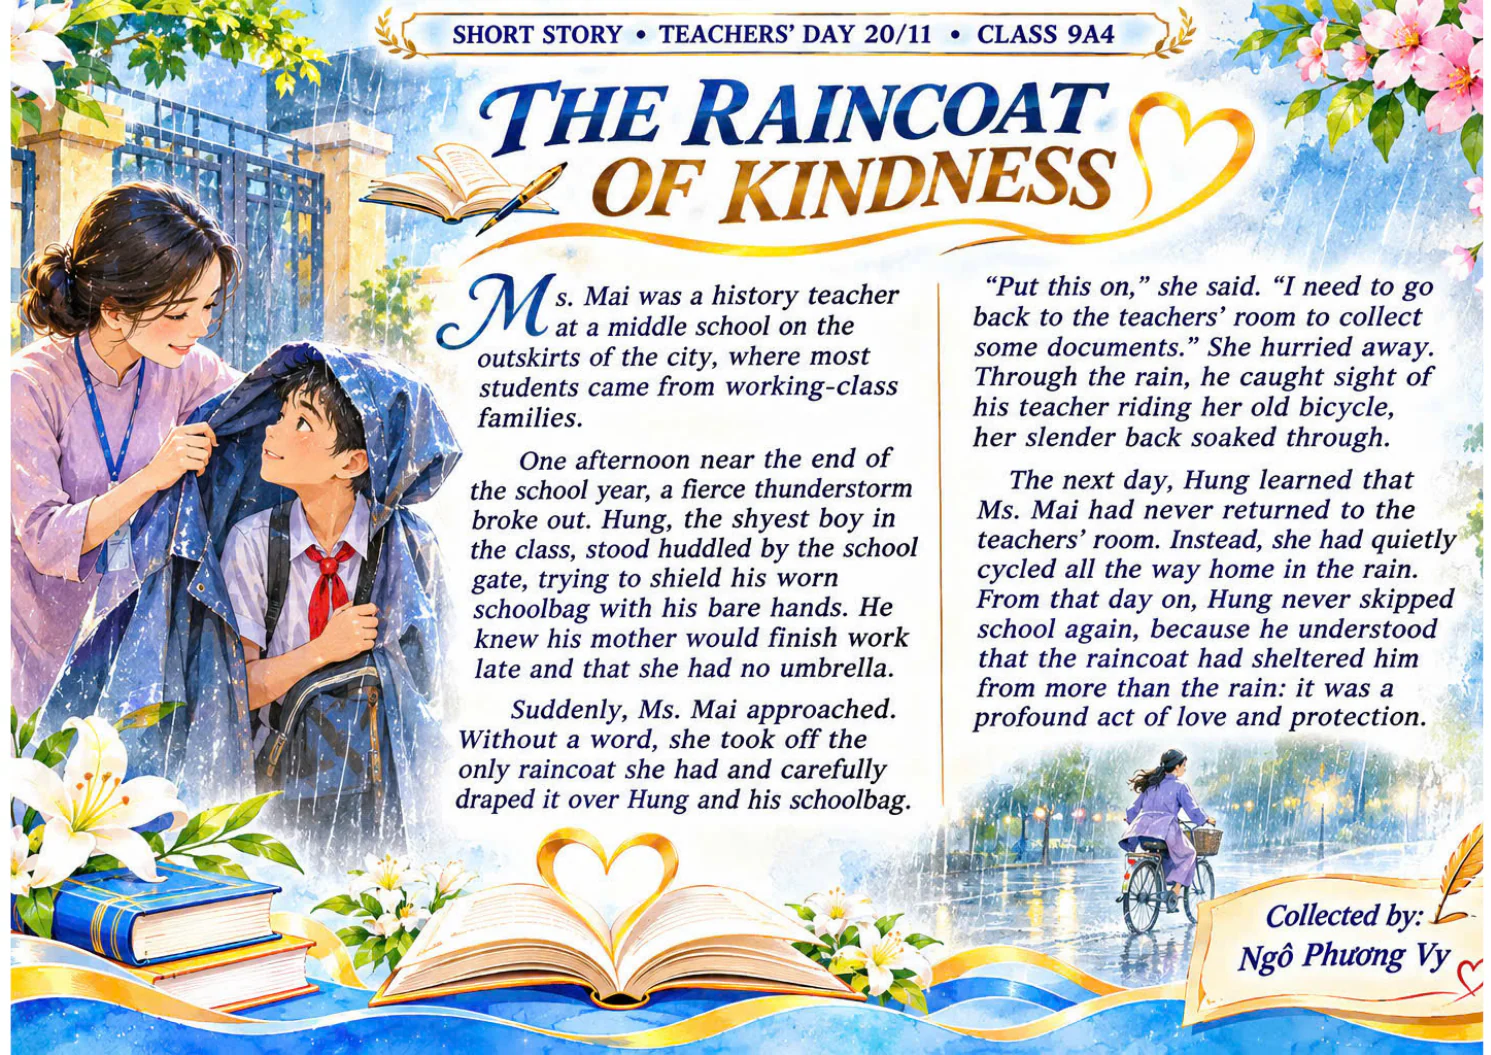 SHORT STORY • TEACHERS’ DAY 20/11 • CLASS 9A4
THE RAINCOAT
OF KINDNESS
Ms. Mai was a history teacher
at a middle school on the
outskirts of the city, where most
students came from working-class
families.
One afternoon near the end of
the school year, a fierce thunderstorm
broke out. Hung, the shyest boy in
the class, stood huddled by the school
gate, trying to shield his worn
schoolbag with his bare hands. He
knew his mother would finish work
late and that she had no umbrella.
Suddenly, Ms. Mai approached.
Without a word, she took off the
only raincoat she had and carefully
draped it over Hung and his schoolbag.
“Put this on,” she said. “I need to go
back to the teachers’ room to collect
some documents.” She hurried away.
Through the rain, he caught sight of
his teacher riding her old bicycle,
her slender back soaked through.
The next day, Hung learned that
Ms. Mai had never returned to the
teachers’ room. Instead, she had quietly
cycled all the way home in the rain.
From that day on, Hung never skipped
school again, because he understood
that the raincoat had sheltered him
from more than the rain: it was a
profound act of love and protection.
Collected by:
Ngô Phương Vy